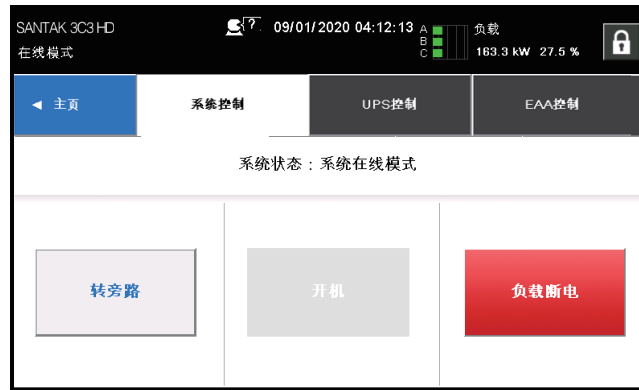 SANTAK 3C3 HD
在线模式
?
09/01/2020 04:12:13
A
B
C
负载
163.3 kW 27.5 %
主页
系统控制
UPS控制
EAA控制
系统状态：系统在线模式
转旁路
开机
负载断电